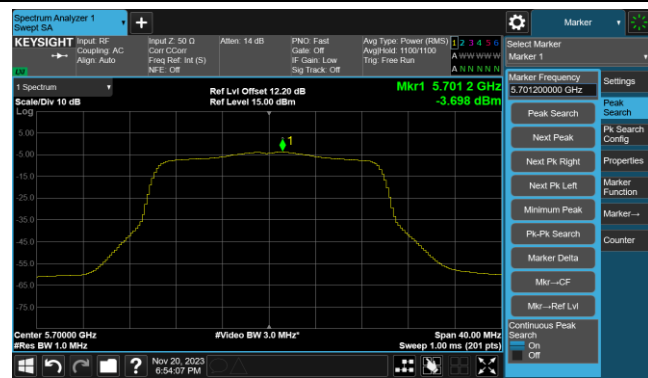 Spectrum Analyzer 1
Swept SA
+
Marker
KEYSIGHT
LV
Input: RF
Coupling: AC
Align: Auto
Input Z: 50 Ω
Corr CCorr
Freq Ref: Int (S)
NFE: Off
Atten: 14 dB
PNO: Fast
Gate: Off
IF Gain: Low
Sig Track: Off
Avg Type: Power (RMS)
Avg|Hold: 1100/1100
Trig: Free Run
1 2 3 4 5 6
A W W W W W
A N N N N N
Select Marker
Marker 1
1 Spectrum
Scale/Div 10 dB
Log
Ref Lvl Offset 12.20 dB
Ref Level 15.00 dBm
Mkr1 5.701 2 GHz
-3.698 dBm
5.00
-5.00
-15.0
-25.0
-35.0
-45.0
-55.0
-65.0
-75.0
1
Center 5.70000 GHz
#Res BW 1.0 MHz
#Video BW 3.0 MHz*
Span 40.00 MHz
Sweep 1.00 ms (201 pts)
Marker Frequency
5.701200000 GHz
Peak Search
Next Peak
Next Pk Right
Next Pk Left
Minimum Peak
Pk-Pk Search
Marker Delta
Mkr→CF
Mkr→Ref Lvl
Continuous Peak
Search
On
Off
Settings
Peak
Search
Pk Search
Config
Properties
Marker
Function
Marker→
Counter
?
Nov 20, 2023
6:54:07 PM